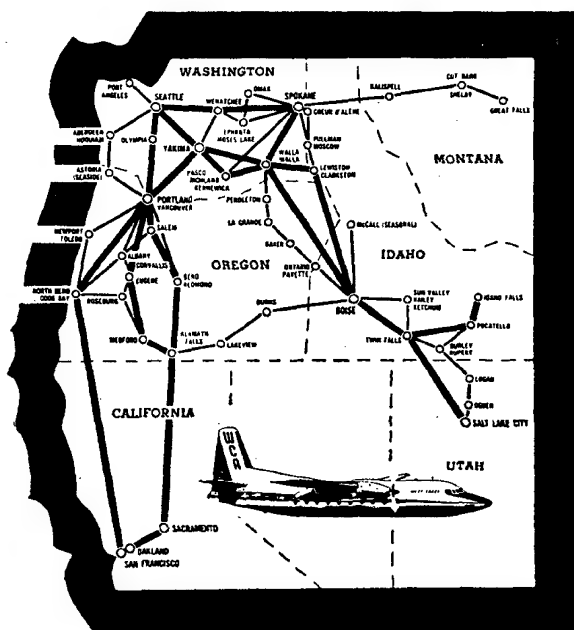 WASHINGTON
PORT
ANGELES
SEATTLE
WENATCHEE
OMAK
SPOKANE
COEUR d'ALENE
KALISPELL
CUT BANK
SHELBY
GREAT FALLS
EPHRATA
MOSES LAKE
ABERDEEN
HOQUIAM
OLYMPIA
YAKIMA
PULLMAN
MOSCOW
WALLA
WALLA
LEWISTON
CLARKSTON
MONTANA
ASTORIA
(SEASIDE)
PASCO
RICHLAND
KENNEWICK
PORTLAND
VANCOUVER
PENDLETON
LA GRANDE
McCALL (SEASONAL)
NEWPORT
TOLEDO
SALEM
BAKER
IDAHO
OREGON
ALBANY
CORVALLIS
ONTARIO
PAYETTE
EUGENE
BEND
REDMOND
NORTH BEND
COOS BAY
ROSEBURG
BURNS
BOISE
SUN VALLEY
HAILEY
KETCHUM
IDAHO FALLS
POCATELLO
MEDFORD
KLAMATH
FALLS
LAKEVIEW
TWIN FALLS
BURLEY
RUPERT
LOGAN
OGDEN
SALT LAKE CITY
CALIFORNIA
UTAH
WCA
WEST COAST
SACRAMENTO
OAKLAND
SAN FRANCISCO